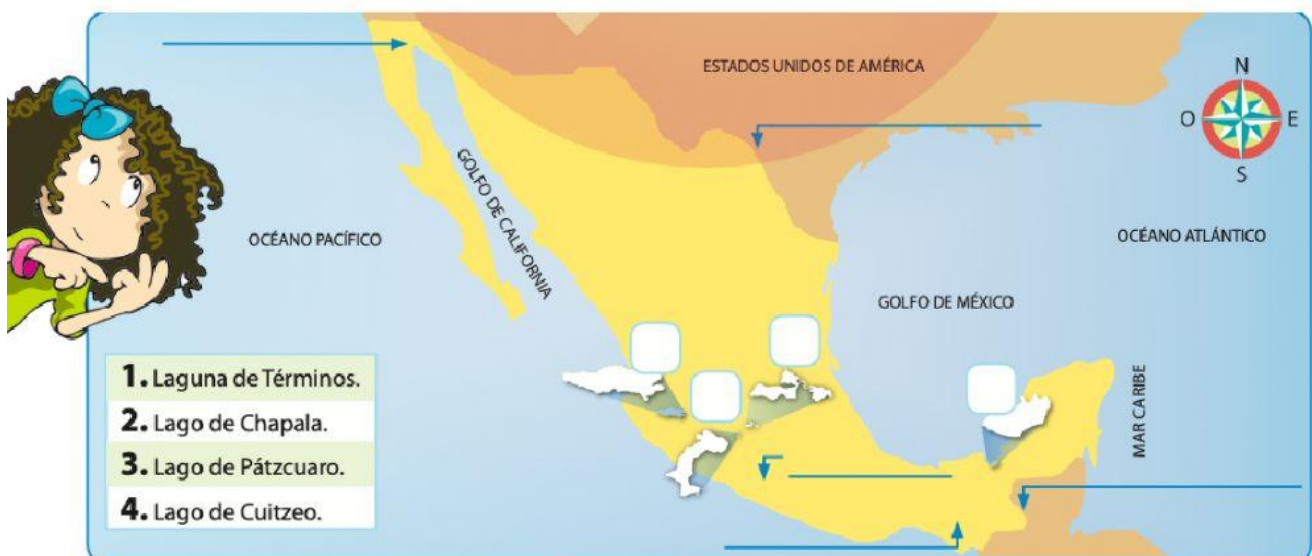 ESTADOS UNIDOS DE AMÉRICA
N
O
E
S
GOLFO DE CALIFORNIA
OCÉANO PACÍFICO
OCÉANO ATLÁNTICO
GOLFO DE MÉXICO
MAR CARIBE
1. Laguna de Términos.
2. Lago de Chapala.
3. Lago de Pátzcuaro.
4. Lago de Cuitzeo.